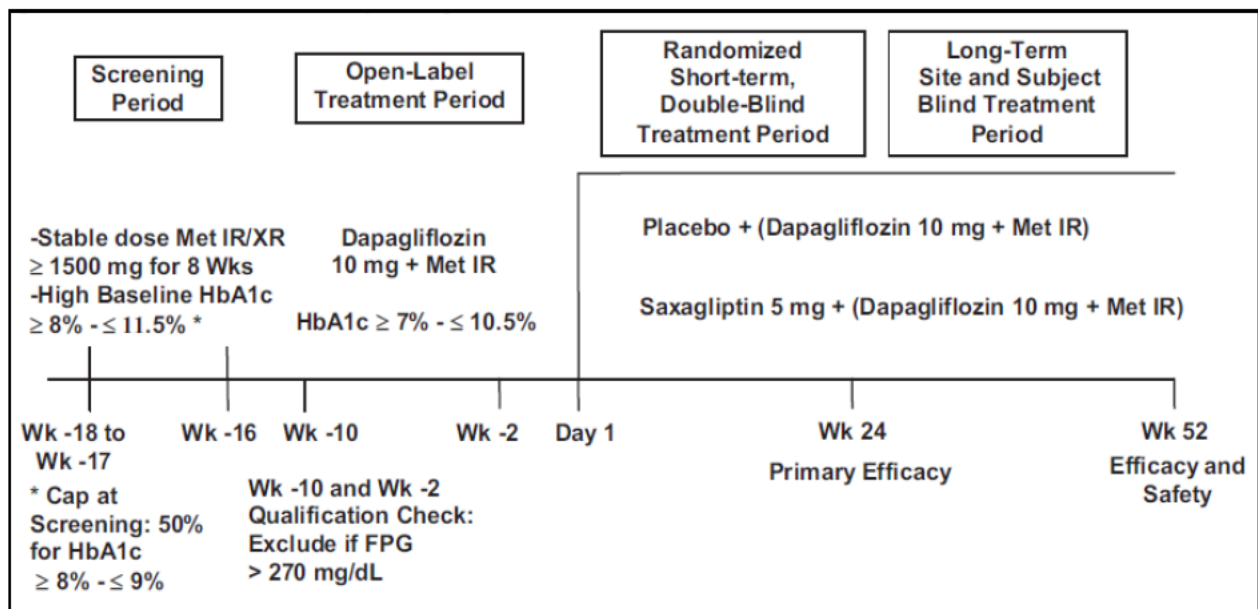 Screening
Period
Open-Label
Treatment Period
Randomized
Short-term,
Double-Blind
Treatment Period
Long-Term
Site and Subject
Blind Treatment
Period
-Stable dose Met IR/XR
≥ 1500 mg for 8 Wks
-High Baseline HbA1c
≥ 8% - ≤ 11.5% *
Dapagliflozin
10 mg + Met IR
HbA1c ≥ 7% - ≤ 10.5%
Placebo + (Dapagliflozin 10 mg + Met IR)
Saxagliptin 5 mg + (Dapagliflozin 10 mg + Met IR)
Wk -18 to
Wk -17
Wk -16
Wk -10
Wk -2
Day 1
Wk 24
Primary Efficacy
Wk 52
Efficacy and
Safety
* Cap at
Screening: 50%
for HbA1c
≥ 8% - ≤ 9%
Wk -10 and Wk -2
Qualification Check:
Exclude if FPG
> 270 mg/dL